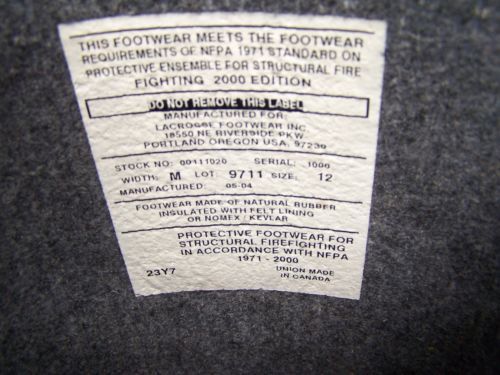 THIS FOOTWEAR MEETS THE FOOTWEAR
REQUIREMENTS OF NFPA 1971 STANDARD ON
PROTECTIVE ENSEMBLE FOR STRUCTURAL FIRE
FIGHTING 2000 EDITION
DO NOT REMOVE THIS LABEL
MANUFACTURED FOR:
LACROSSE FOOTWEAR INC
18550 NE RIVERSIDE PKW
PORTLAND OREGON USA, 97230
STOCK NO: 00111020 SERIAL: 1006
WIDTH: M LOT: 9711 SIZE: 12
MANUFACTURED: 05-04
FOOTWEAR MADE OF NATURAL RUBBER
INSULATED WITH FELT LINING
OR NOMEX / KEVLAR
PROTECTIVE FOOTWEAR FOR
STRUCTURAL FIREFIGHTING
IN ACCORDANCE WITH NFPA
1971 - 2000
23Y7 UNION MADE
IN CANADA